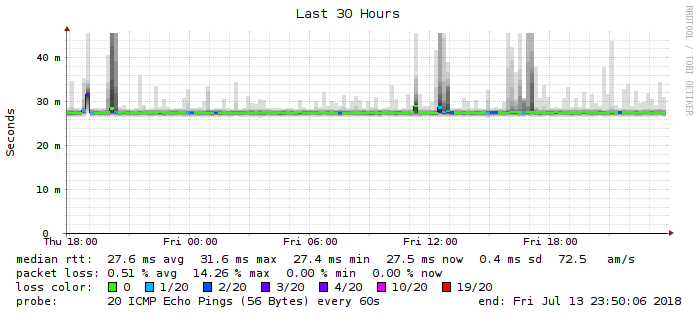 Last 30 Hours
RRDTOOL / TOBI OETIKER
Seconds
40 m
30 m
20 m
10 m
0
Thu 18:00 Fri 00:00 Fri 06:00 Fri 12:00 Fri 18:00
median rtt: 27.6 ms avg 31.6 ms max 27.4 ms min 27.5 ms now 0.4 ms sd 72.5 am/s
packet loss: 0.51 % avg 14.26 % max 0.00 % min 0.00 % now
loss color: 0 1/20 2/20 3/20 4/20 10/20 19/20
probe: 20 ICMP Echo Pings (56 Bytes) every 60s end: Fri Jul 13 23:50:06 2018